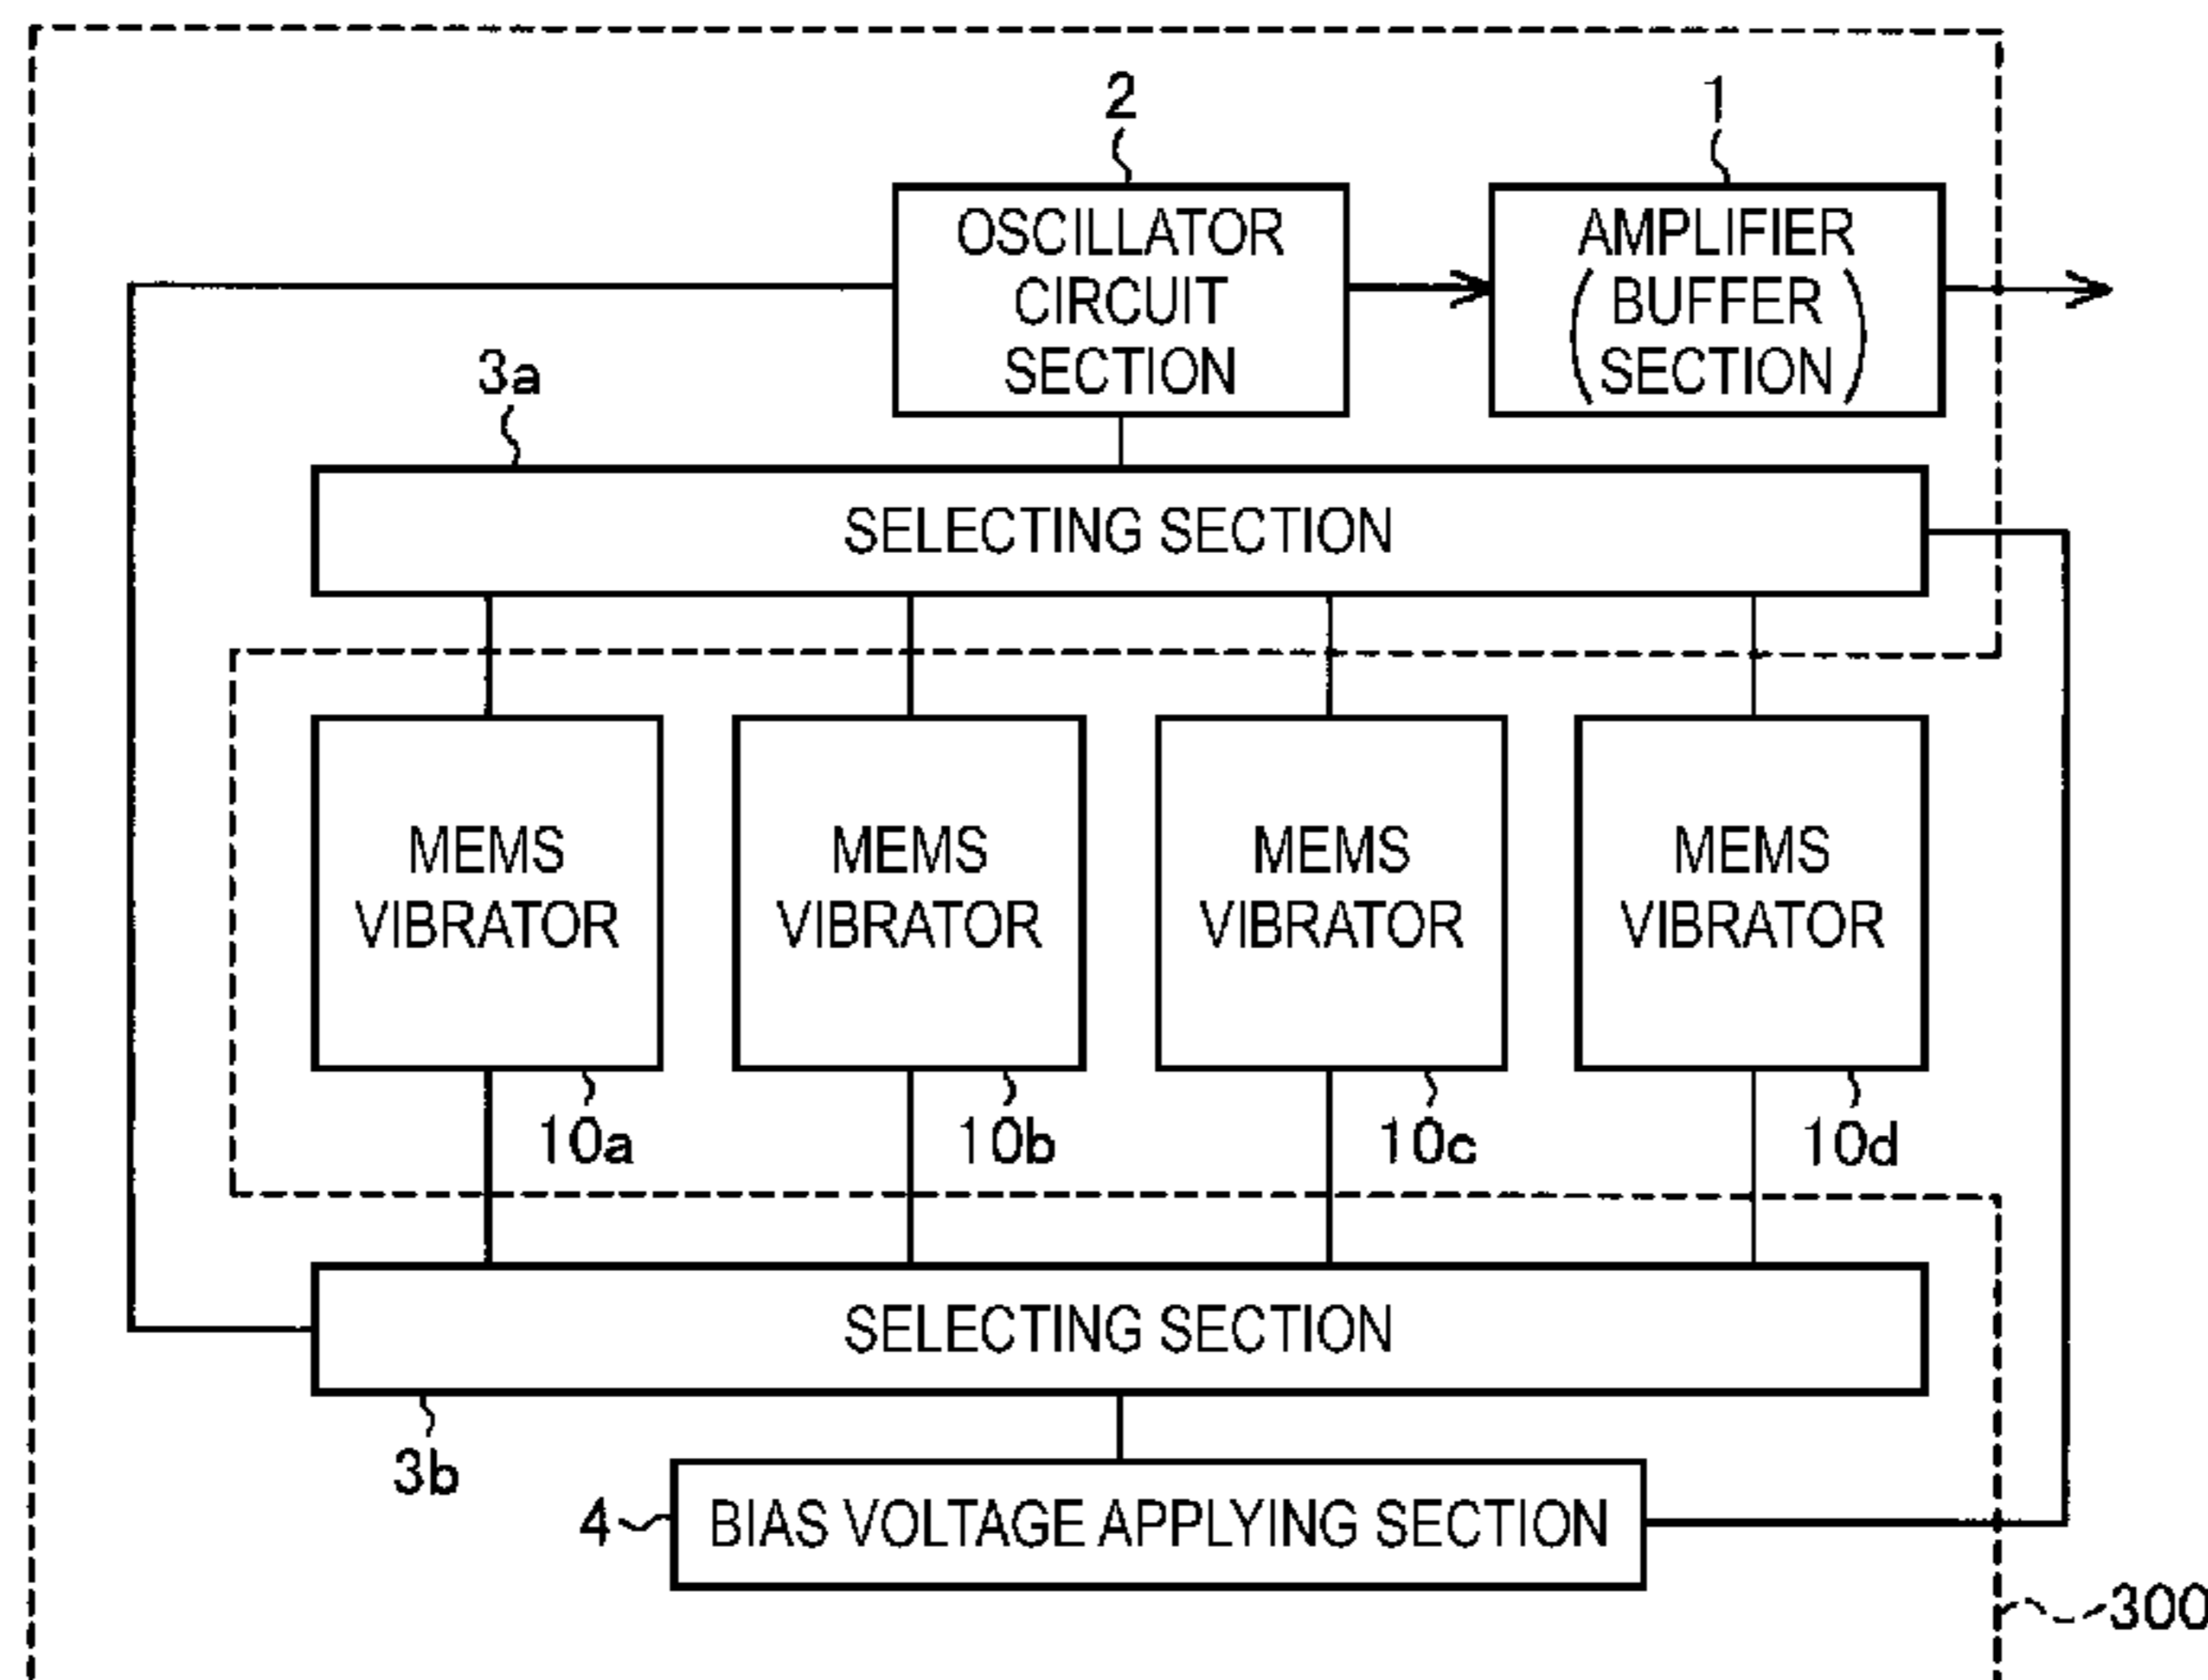 2
1
OSCILLATOR
CIRCUIT
SECTION
AMPLIFIER
(BUFFER
SECTION)
3a
SELECTING SECTION
MEMS
VIBRATOR
MEMS
VIBRATOR
MEMS
VIBRATOR
MEMS
VIBRATOR
10a
10b
10c
10d
SELECTING SECTION
3b
4
BIAS VOLTAGE APPLYING SECTION
300